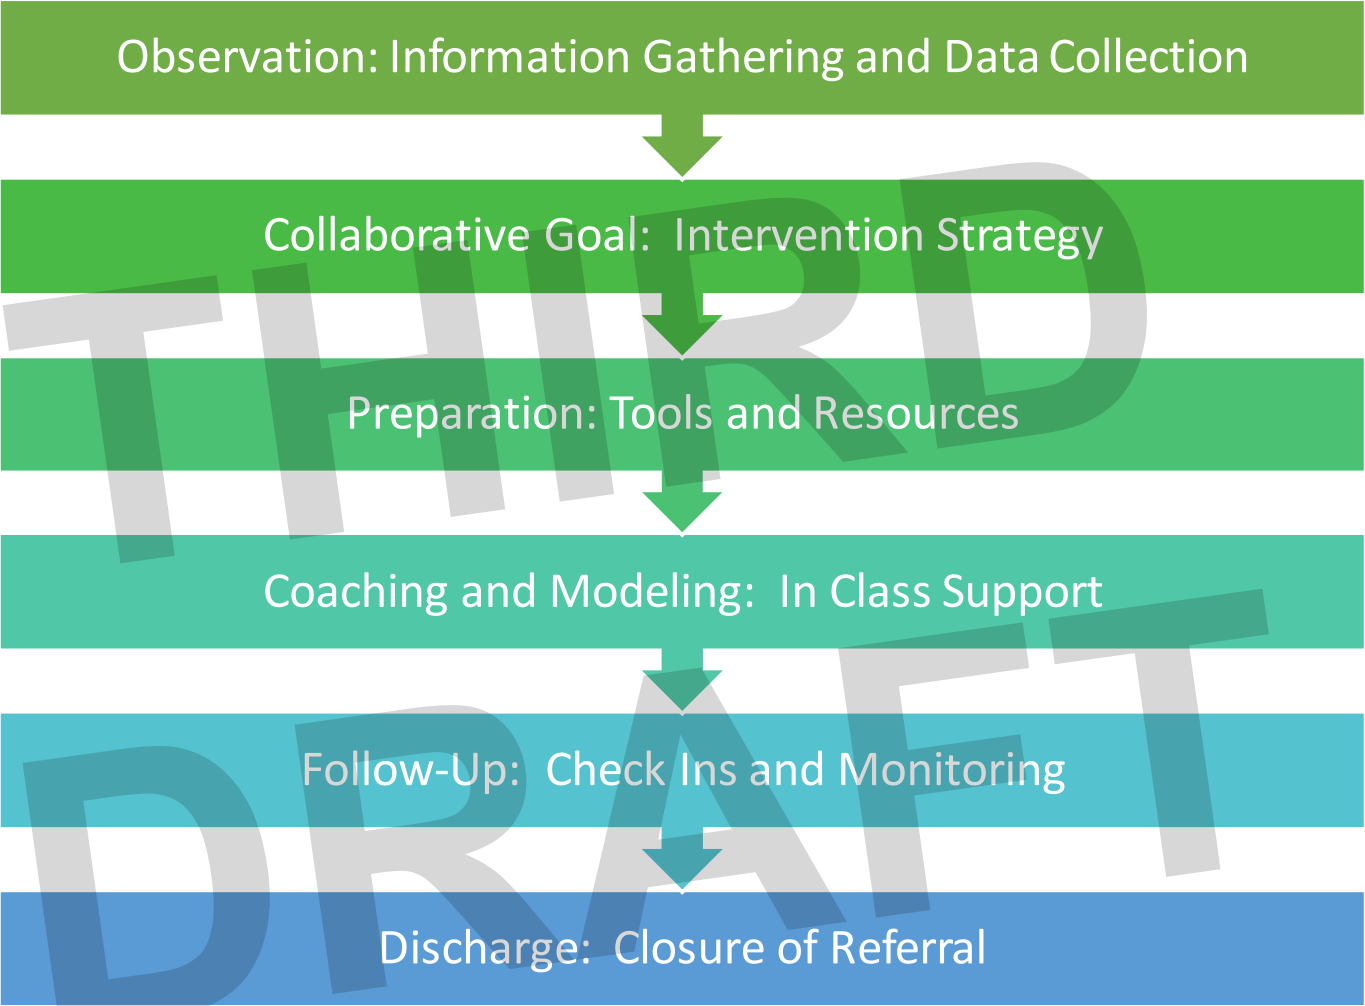 Observation: Information Gathering and Data Collection
Collaborative Goal:  Intervention Strategy
Preparation: Tools and Resources
Coaching and Modeling:  In Class Support
Follow-Up:  Check Ins and Monitoring
Discharge:  Closure of Referral
THIRD
DRAFT